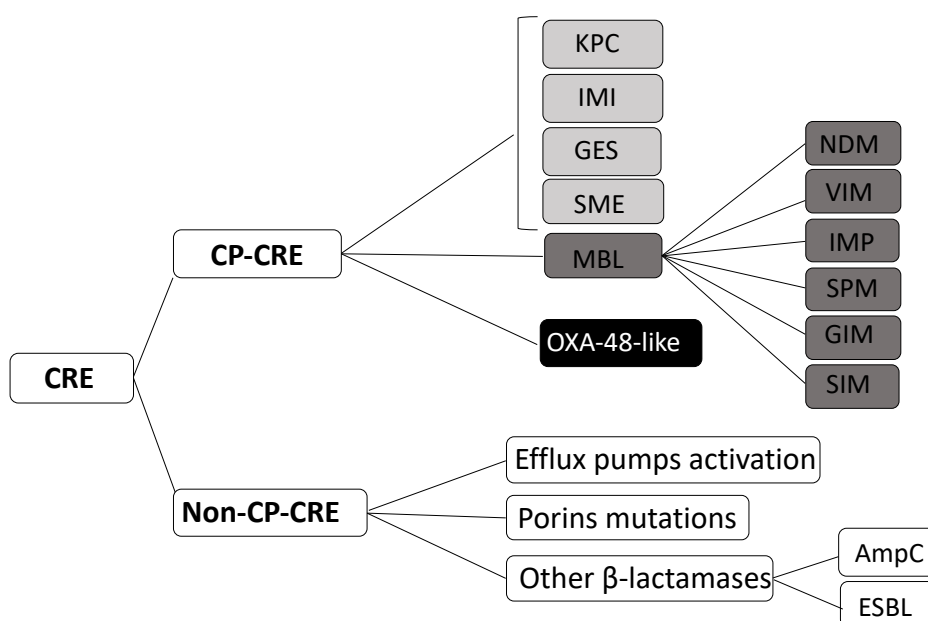 KPC
IMI
GES
SME
MBL
NDM
VIM
IMP
SPM
GIM
SIM
CP-CRE
OXA-48-like
CRE
Non-CP-CRE
Efflux pumps activation
Porins mutations
Other β-lactamases
AmpC
ESBL